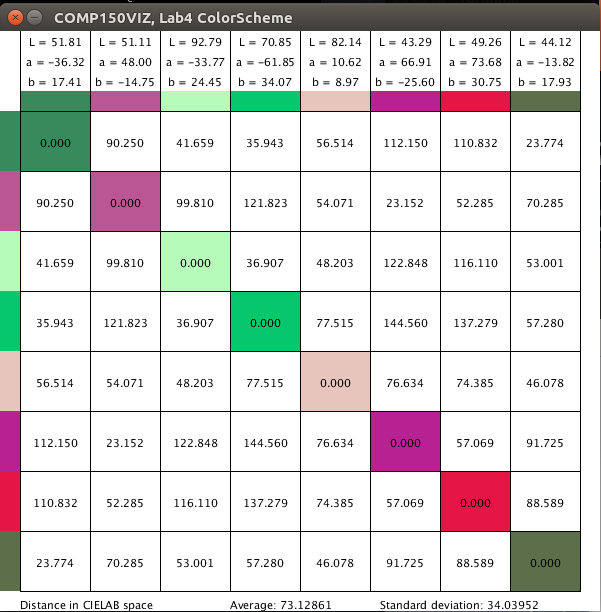 COMP150VIZ, Lab4 ColorScheme
L = 51.81 L = 51.11 L = 92.79 L = 70.85 L = 82.14 L = 43.29 L = 49.26 L = 44.12
a = -36.32 a = 48.00 a = -33.77 a = -61.85 a = 10.62 a = 66.91 a = 73.68 a = -13.82
b = 17.41 b = -14.75 b = 24.45 b = 34.07 b = 8.97 b = -25.60 b = 30.75 b = 17.93
0.000 90.250 41.659 35.943 56.514 112.150 110.832 23.774
90.250 0.000 99.810 121.823 54.071 23.152 52.285 70.285
41.659 99.810 0.000 36.907 48.203 122.848 116.110 53.001
35.943 121.823 36.907 0.000 77.515 144.560 137.279 57.280
56.514 54.071 48.203 77.515 0.000 76.634 74.385 46.078
112.150 23.152 122.848 144.560 76.634 0.000 57.069 91.725
110.832 52.285 116.110 137.279 74.385 57.069 0.000 88.589
23.774 70.285 53.001 57.280 46.078 91.725 88.589 0.000
Distance in CIELAB space Average: 73.12861 Standard deviation: 34.03952